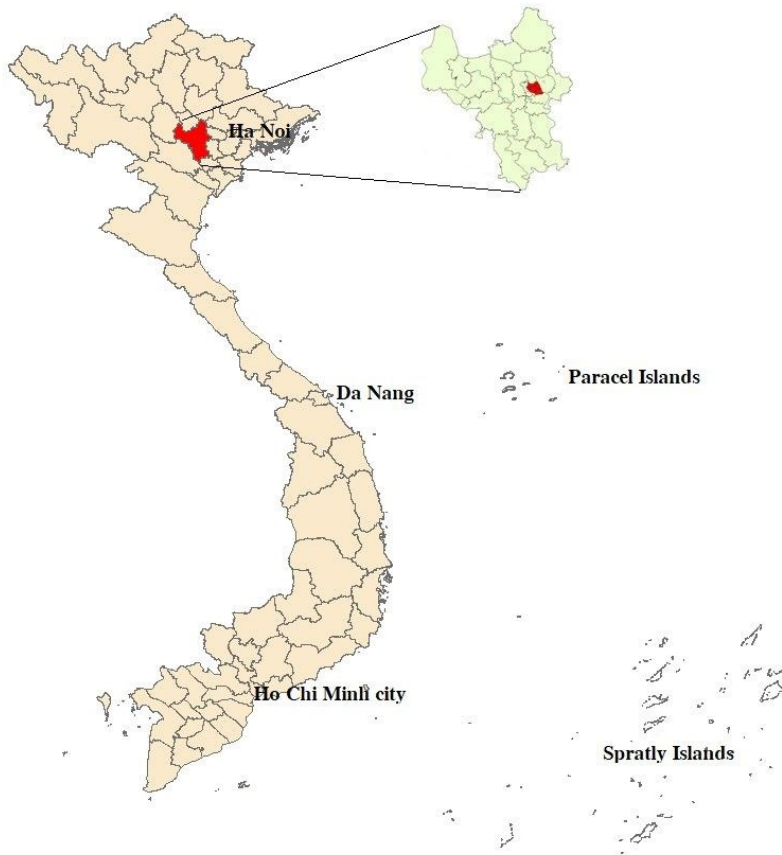 Ha Noi
Paracel Islands
Da Nang
Ho Chi Minh city
Spratly Islands